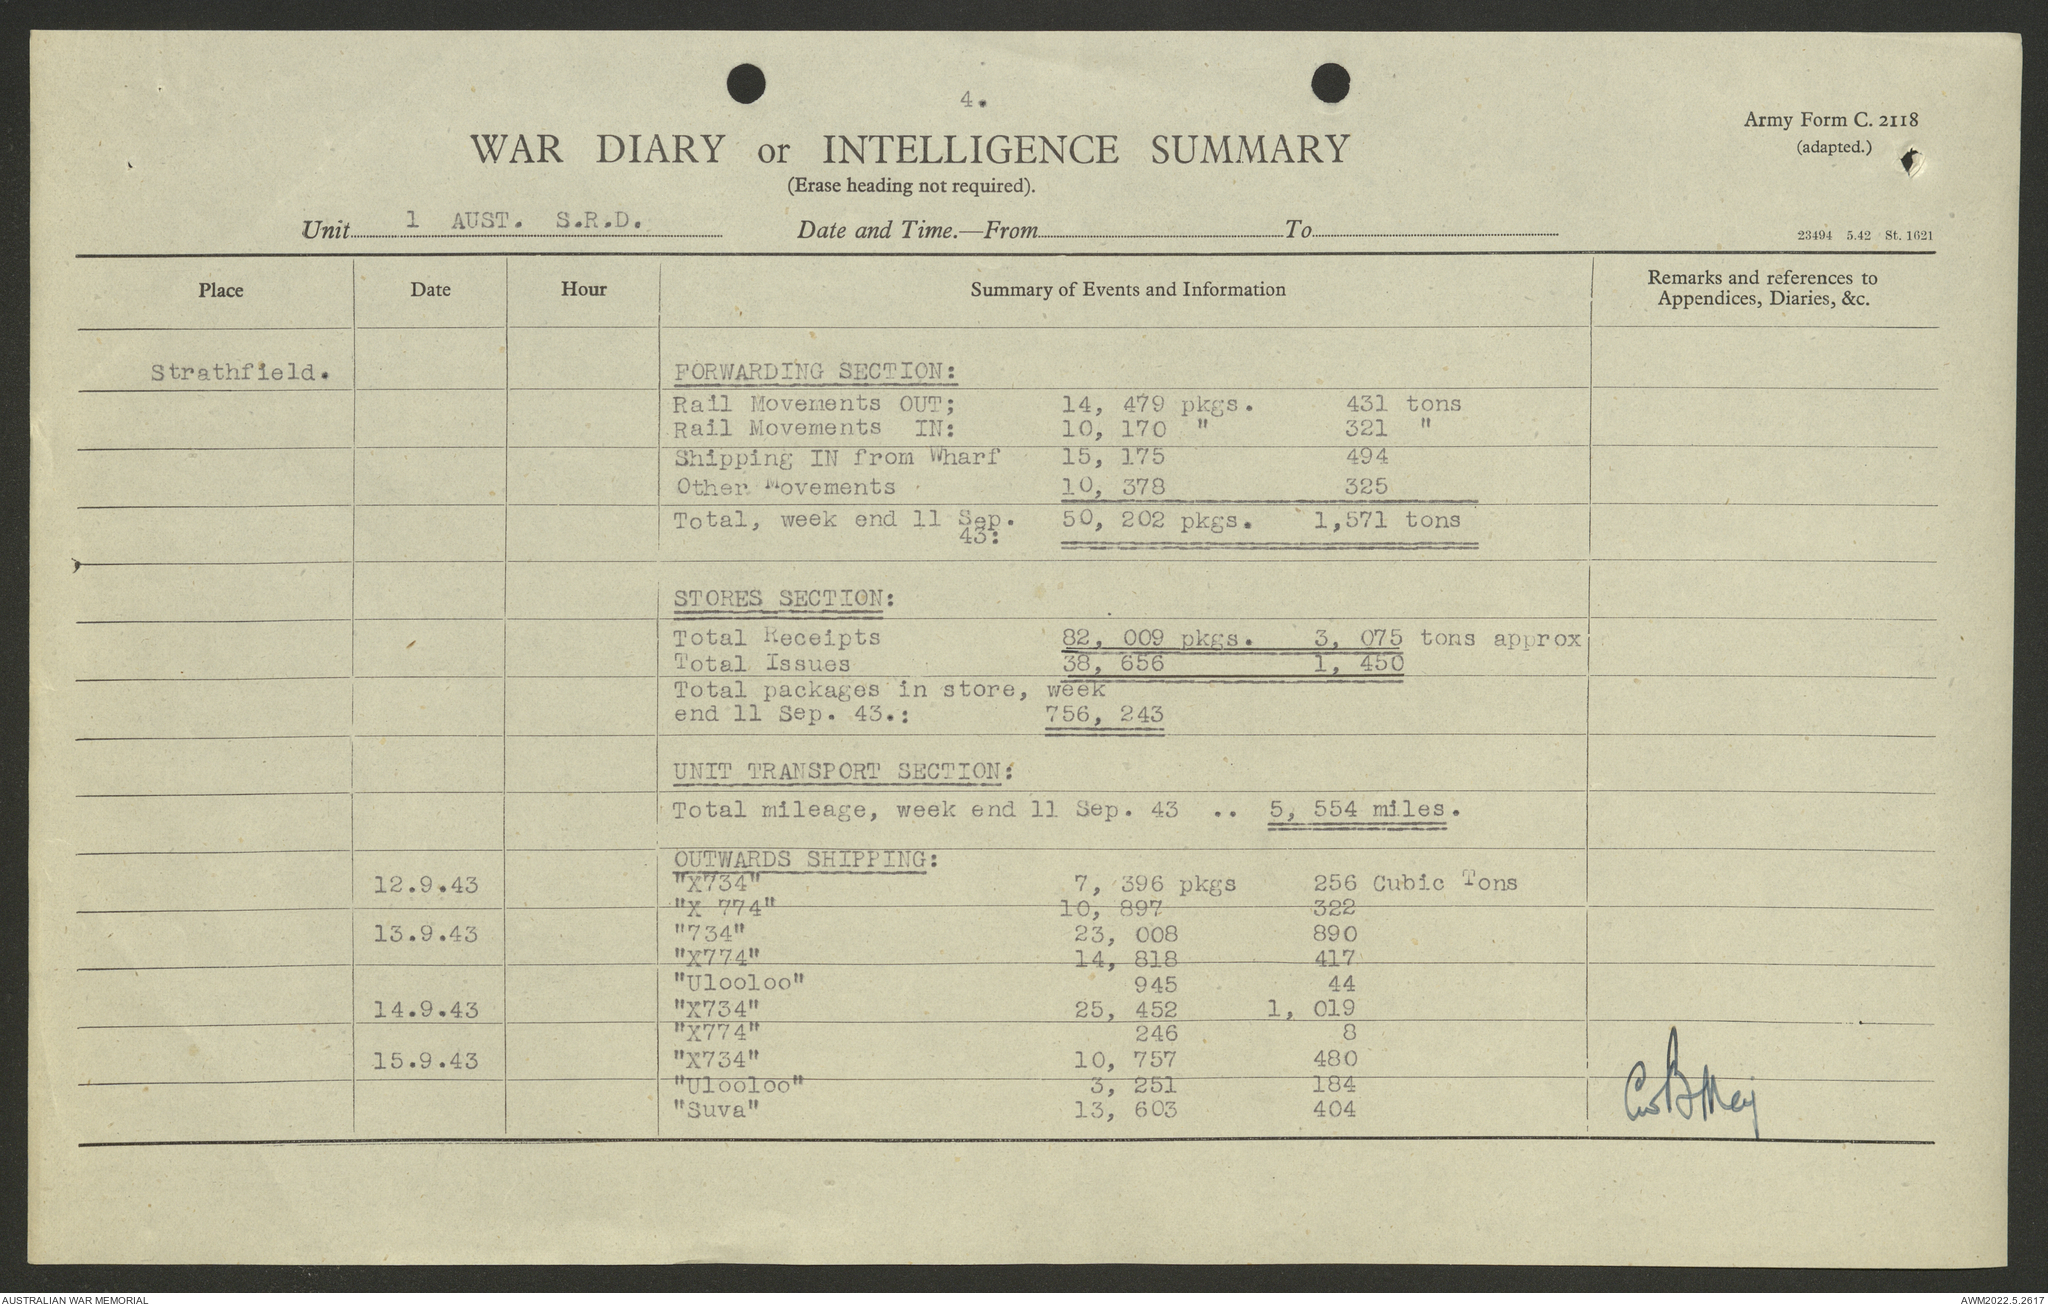 4.
Army Form C. 2118
(adapted.)
WAR DIARY or INTELLIGENCE SUMMARY
(Erase heading not required).
Unit 1 AUST. S.R.D. Date and Time.—From To
23494 5.42 St. 1621
Place Date Hour Summary of Events and Information Remarks and references to Appendices, Diaries, &c.
Strathfield. FORWARDING SECTION:
Rail Movements OUT; 14, 479 pkgs. 431 tons
Rail Movements IN: 10, 170 " 321 "
Shipping IN from Wharf 15, 175 494
Other Movements 10, 378 325
Total, week end 11 Sep. 43: 50, 202 pkgs. 1,571 tons
STORES SECTION:
Total Receipts 82, 009 pkgs. 3, 075 tons approx
Total Issues 38, 656 1, 450
Total packages in store, week
end 11 Sep. 43.: 756, 243
UNIT TRANSPORT SECTION:
Total mileage, week end 11 Sep. 43 .. 5, 554 miles.
OUTWARDS SHIPPING:
12.9.43 "X734" 7, 396 pkgs 256 Cubic Tons
"X 774" 10, 897 322
13.9.43 "734" 23, 008 890
"X774" 14, 818 417
"Ulooloo" 945 44
14.9.43 "X734" 25, 452 1, 019
"X774" 246 8
15.9.43 "X734" 10, 757 480
"Ulooloo" 3, 251 184
"Suva" 13, 603 404
AUSTRALIAN WAR MEMORIAL
AWM2022.5.2617